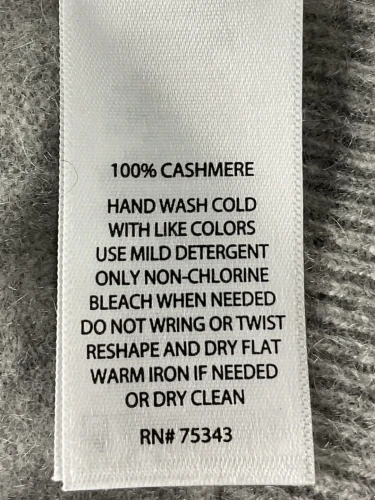 100% CASHMERE
HAND WASH COLD
WITH LIKE COLORS
USE MILD DETERGENT
ONLY NON-CHLORINE
BLEACH WHEN NEEDED
DO NOT WRING OR TWIST
RESHAPE AND DRY FLAT
WARM IRON IF NEEDED
OR DRY CLEAN
RN# 75343